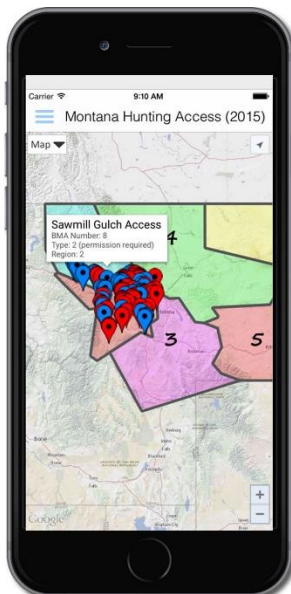 Carrier 9:10 AM
Montana Hunting Access (2015)
Map
Sawmill Gulch Access
BMA Number: 8
Type: 2 (permission required)
Region: 2
4
3
5
Boise
+
−
Google